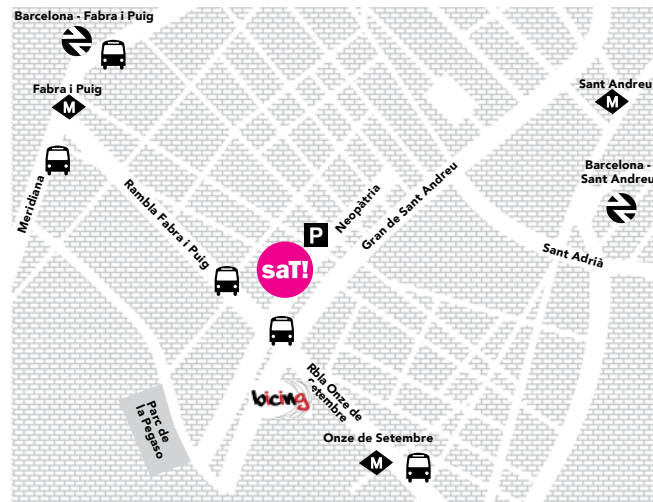 Barcelona - Fabra i Puig
Fabra i Puig
M
Sant Andreu
M
Barcelona -
Sant Andreu
Meridiana
Rambla Fabra i Puig
P
Neopàtria
Gran de Sant Andreu
Sant Adrià
saT!
bicing
Rbla Onze de
Setembre
Parc de
la Pegaso
Onze de Setembre
M